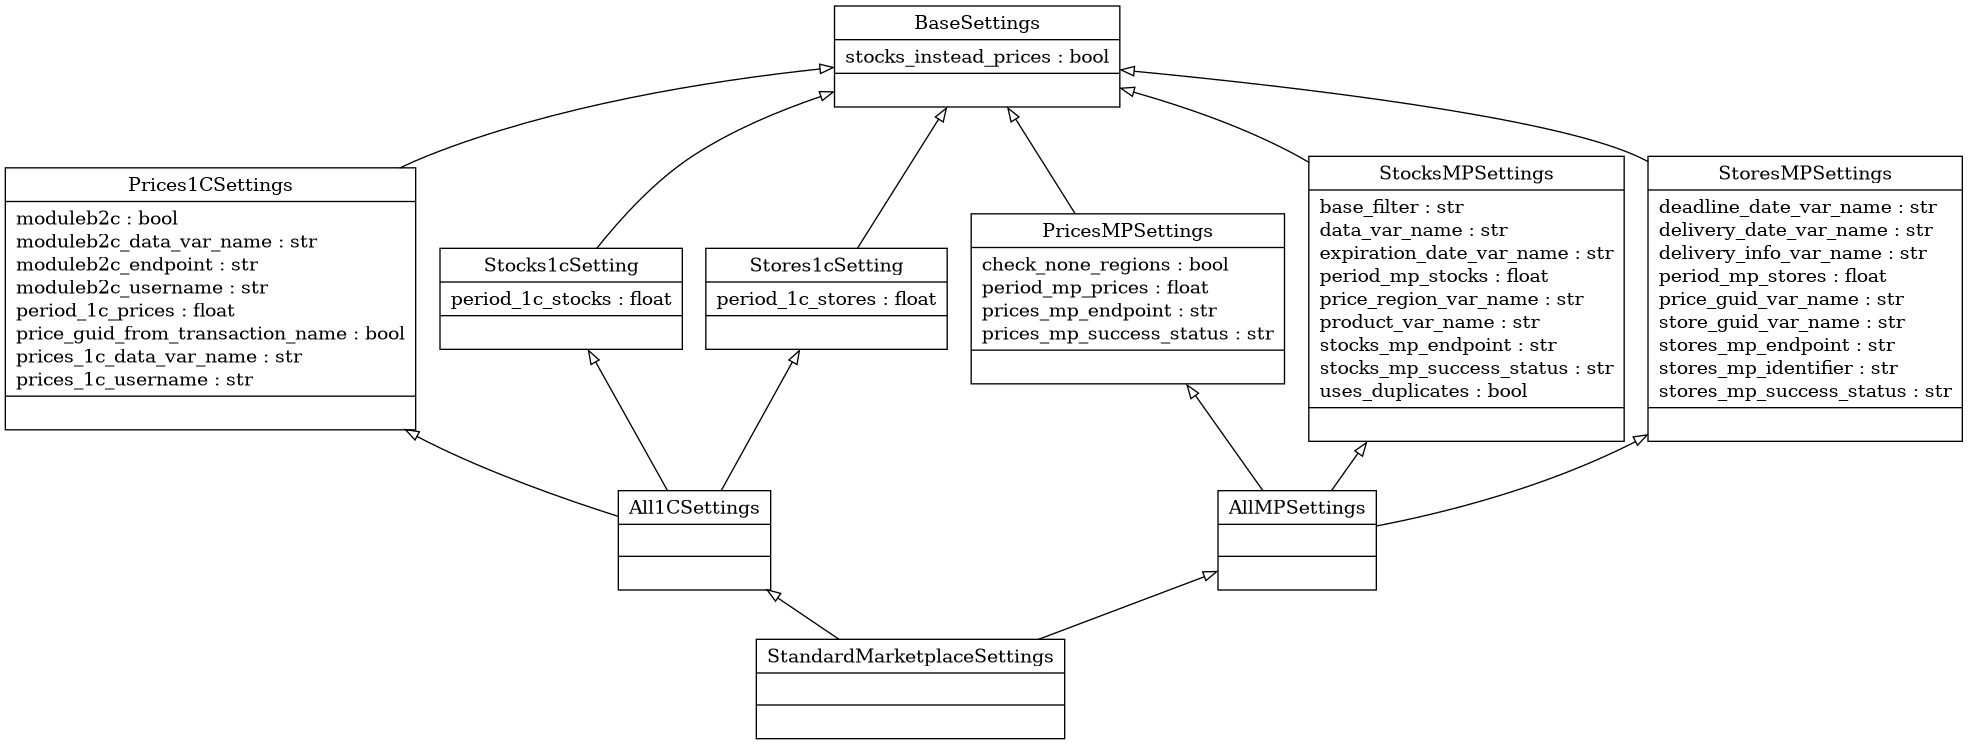 BaseSettings
stocks_instead_prices : bool
Prices1CSettings
moduleb2c : bool
moduleb2c_data_var_name : str
moduleb2c_endpoint : str
moduleb2c_username : str
period_1c_prices : float
price_guid_from_transaction_name : bool
prices_1c_data_var_name : str
prices_1c_username : str
Stocks1cSetting
period_1c_stocks : float
Stores1cSetting
period_1c_stores : float
PricesMPSettings
check_none_regions : bool
period_mp_prices : float
prices_mp_endpoint : str
prices_mp_success_status : str
StocksMPSettings
base_filter : str
data_var_name : str
expiration_date_var_name : str
period_mp_stocks : float
price_region_var_name : str
product_var_name : str
stocks_mp_endpoint : str
stocks_mp_success_status : str
uses_duplicates : bool
StoresMPSettings
deadline_date_var_name : str
delivery_date_var_name : str
delivery_info_var_name : str
period_mp_stores : float
price_guid_var_name : str
store_guid_var_name : str
stores_mp_endpoint : str
stores_mp_identifier : str
stores_mp_success_status : str
All1CSettings
AllMPSettings
StandardMarketplaceSettings